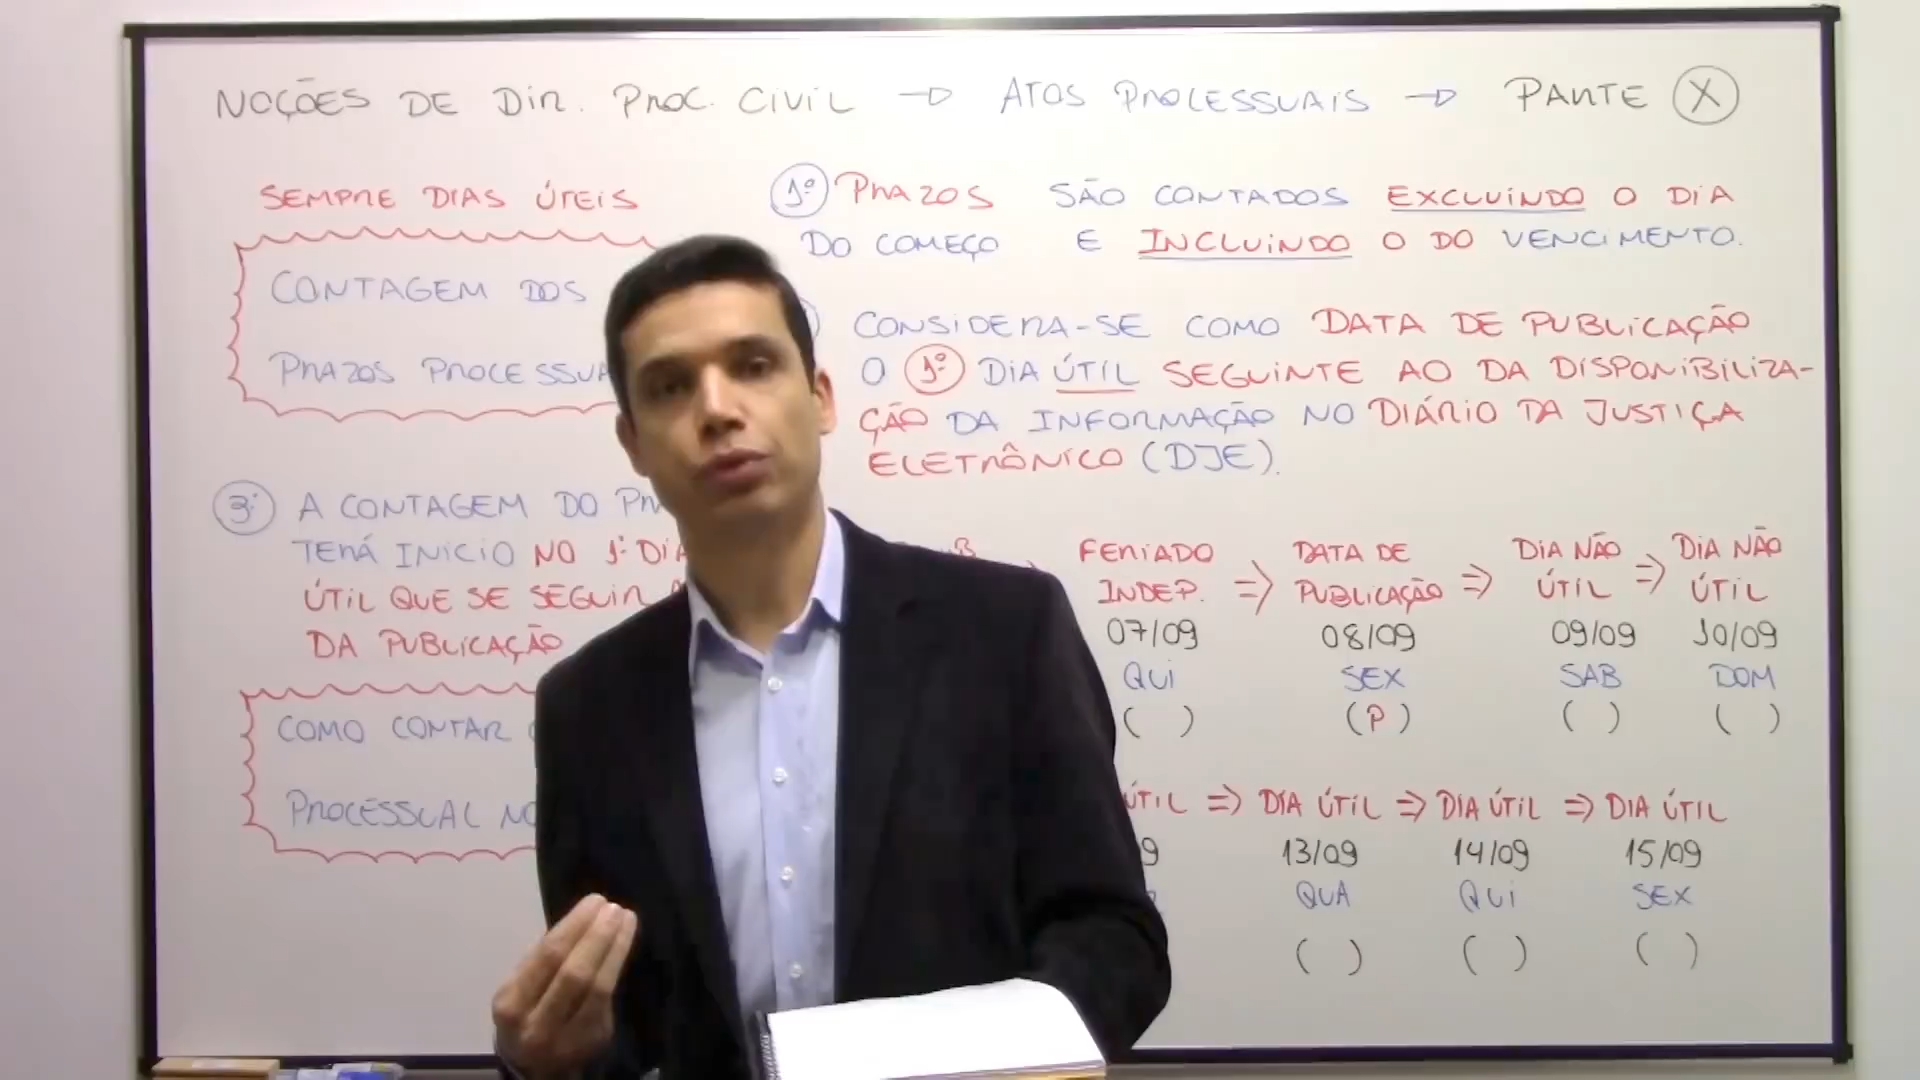 NOÇÕES DE DIR. PROC. CIVIL → ATOS PROCESSUAIS → PARTE X
SEMPRE DIAS ÚTEIS
CONTAGEM DOS
PRAZOS
1º PRAZOS SÃO CONTADOS EXCLUINDO O DIA
DO COMEÇO E INCLUINDO O DO VENCIMENTO.
CONSIDERA-SE COMO DATA DE PUBLICAÇÃO
O 1º DIA ÚTIL SEGUINTE AO DA DISPONIBILIZA-
ÇÃO DA INFORMAÇÃO NO DIÁRIO DA JUSTIÇA
ELETRÔNICO (DJE).
3º A CONTAGEM DO
TERÁ INÍCIO NO 1º DIA
ÚTIL QUE SE SEGUIR
DA PUBLICAÇÃO
COMO CONTAR
PROCESSUAL
FERIADO => DATA DE => DIA NÃO => DIA NÃO
INDEP. PUBLICAÇÃO ÚTIL ÚTIL
07/09 08/09 09/09 10/09
QUI SEX SAB DOM
( ) (P) ( ) ( )
ÚTIL => DIA ÚTIL => DIA ÚTIL => DIA ÚTIL
13/09 14/09 15/09
QUA QUI SEX
( ) ( ) ( )